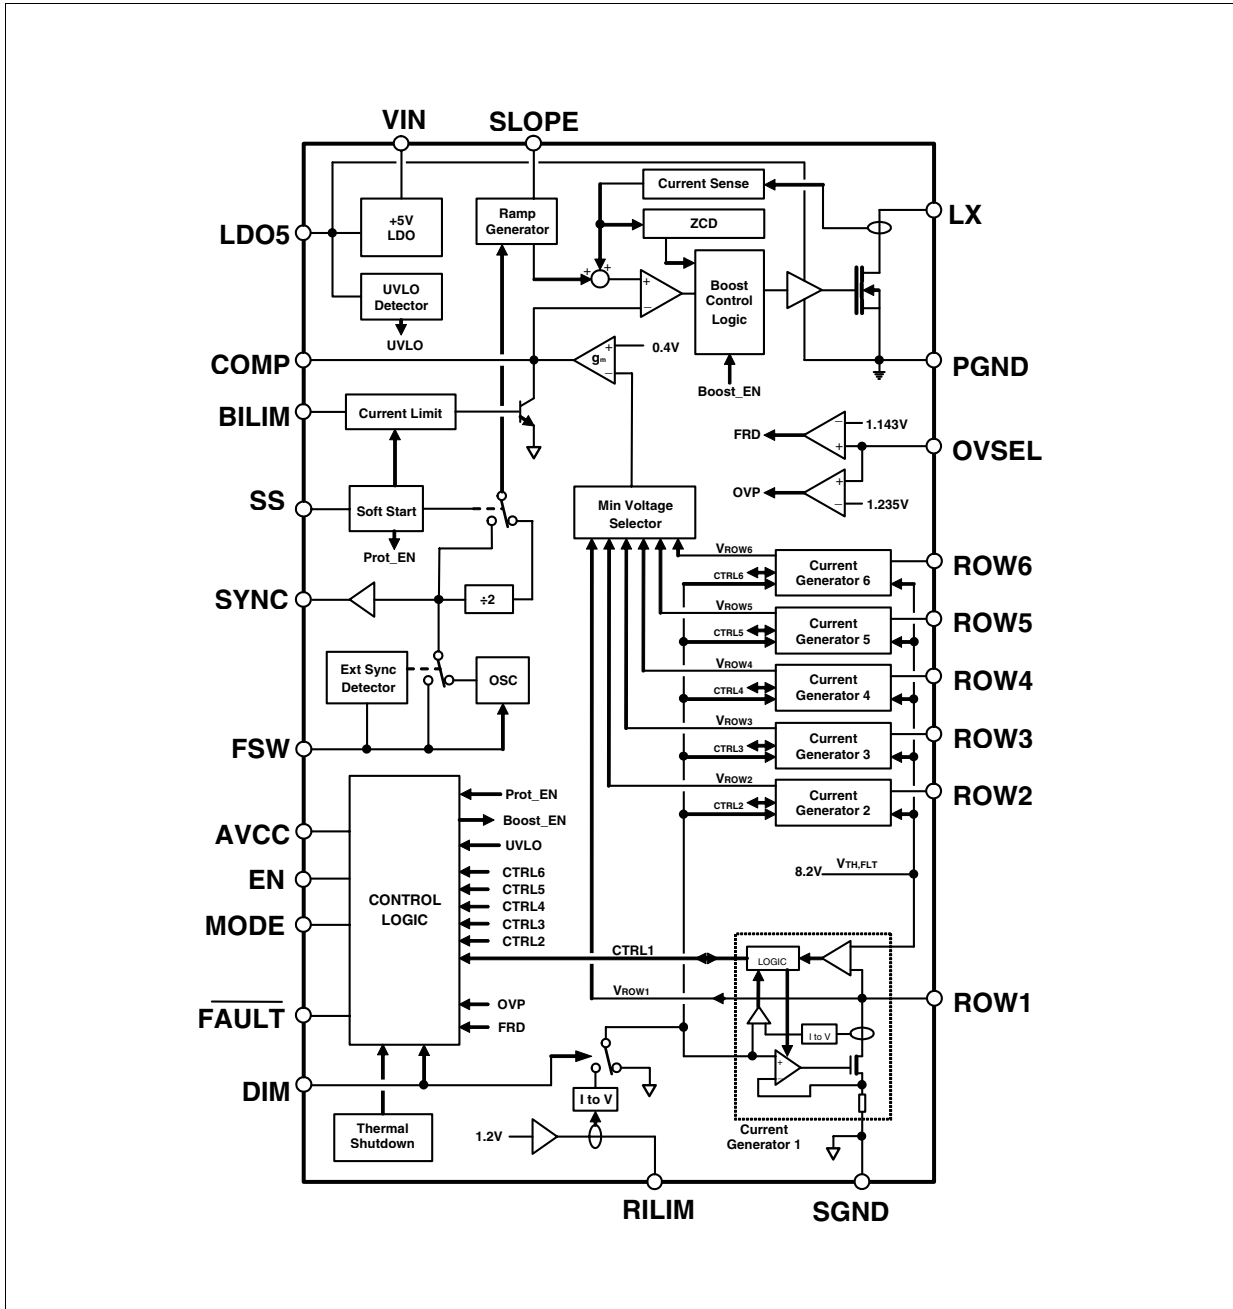 VIN
SLOPE
Current Sense
ZCD
LX
+5V
LDO
Ramp
Generator
LDO5
UVLO
Detector
UVLO
Boost
Control
Logic
+
+
+
−
COMP
gm
+
−
0.4V
PGND
Boost_EN
BILIM
Current Limit
FRD
−
+
1.143V
OVSEL
OVP
+
−
1.235V
SS
Soft Start
Prot_EN
Min Voltage
Selector
SYNC
÷2
VROW6
CTRL6
Current
Generator 6
ROW6
VROW5
CTRL5
Current
Generator 5
ROW5
Ext Sync
Detector
OSC
VROW4
CTRL4
Current
Generator 4
ROW4
FSW
VROW3
CTRL3
Current
Generator 3
ROW3
VROW2
CTRL2
Current
Generator 2
ROW2
AVCC
EN
MODE
FAULT
DIM
CONTROL
LOGIC
Prot_EN
Boost_EN
UVLO
CTRL6
CTRL5
CTRL4
CTRL3
CTRL2
CTRL1
OVP
FRD
8.2V
VTH,FLT
LOGIC
VROW1
ROW1
I to V
+
−
I to V
Thermal
Shutdown
1.2V
Current
Generator 1
RILIM
SGND